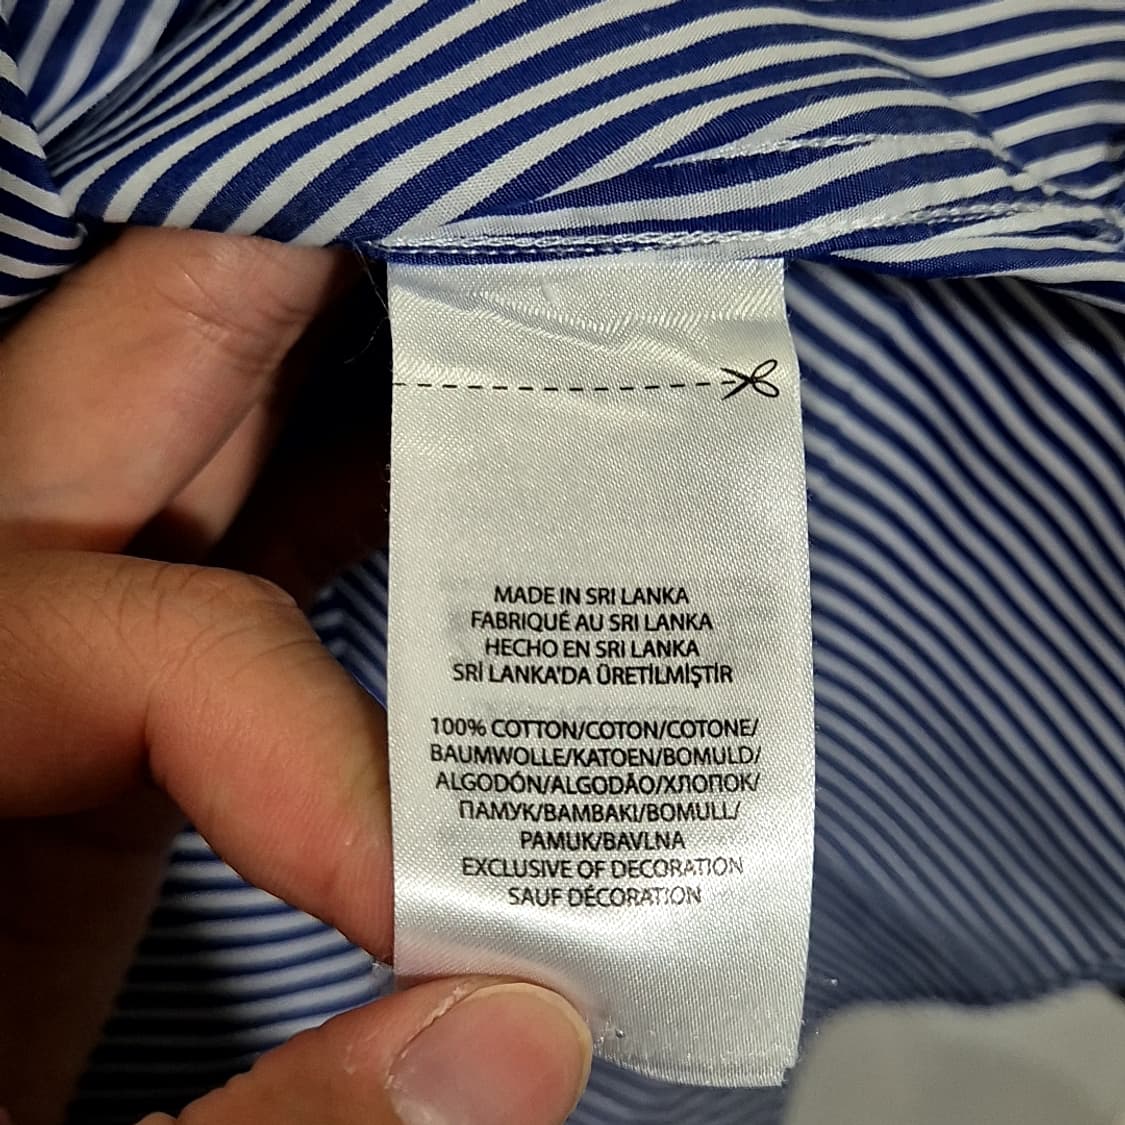 MADE IN SRI LANKA
FABRIQUÉ AU SRI LANKA
HECHO EN SRI LANKA
SRİ LANKA'DA ÜRETİLMİŞTİR
100% COTTON/COTON/COTONE/
BAUMWOLLE/KATOEN/BOMULD/
ALGODÓN/ALGODÃO/ХЛОПОК/
ПАМУК/BAMBAKI/BOMULL/
PAMUK/BAVLNA
EXCLUSIVE OF DECORATION
SAUF DÉCORATION